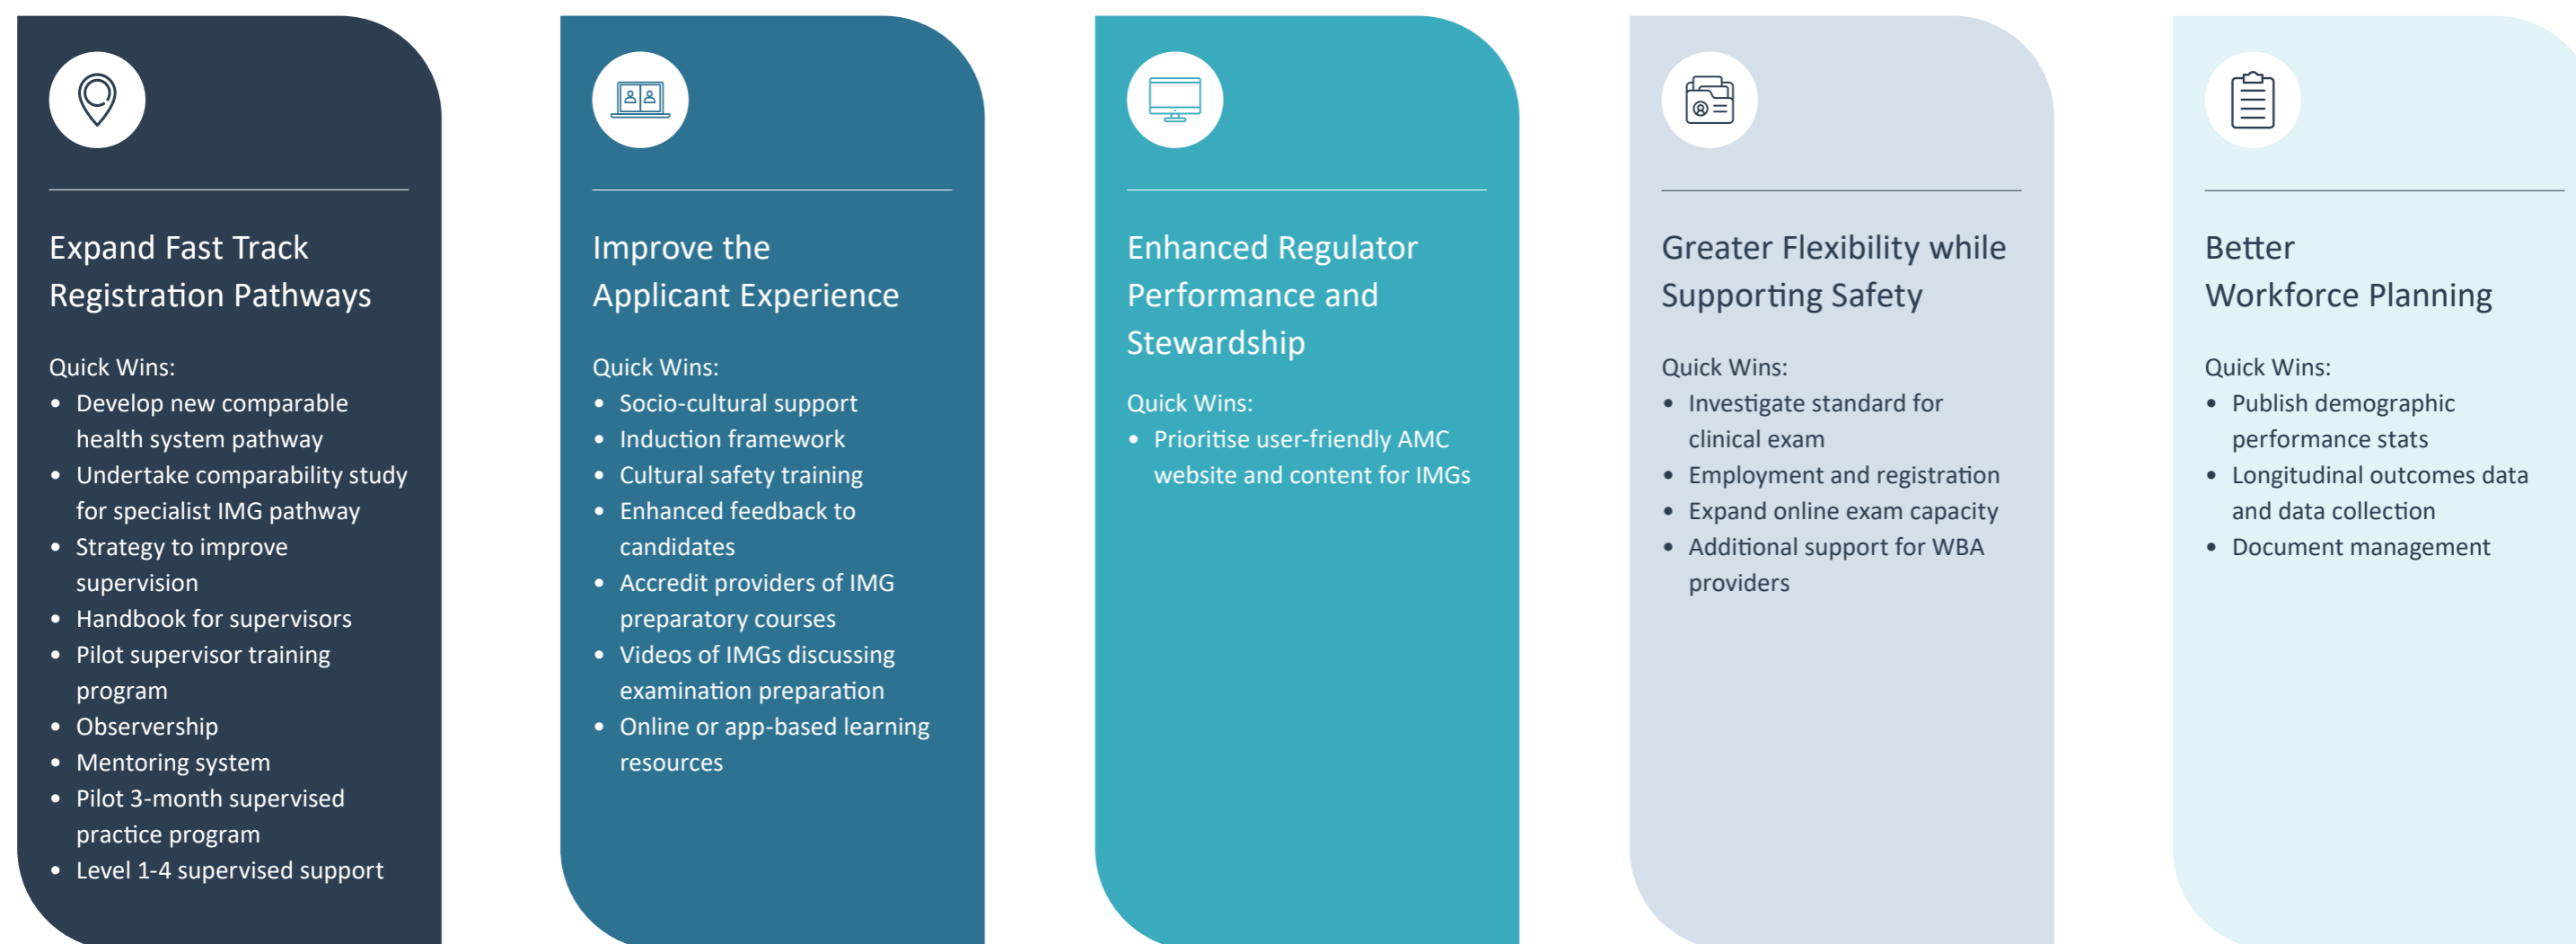 Expand Fast Track
Registration Pathways
Quick Wins:
• Develop new comparable
health system pathway
• Undertake comparability study
for specialist IMG pathway
• Strategy to improve
supervision
• Handbook for supervisors
• Pilot supervisor training
program
• Observership
• Mentoring system
• Pilot 3-month supervised
practice program
• Level 1-4 supervised support
Improve the
Applicant Experience
Quick Wins:
• Socio-cultural support
• Induction framework
• Cultural safety training
• Enhanced feedback to
candidates
• Accredit providers of IMG
preparatory courses
• Videos of IMGs discussing
examination preparation
• Online or app-based learning
resources
Enhanced Regulator
Performance and
Stewardship
Quick Wins:
• Prioritise user-friendly AMC
website and content for IMGs
Greater Flexibility while
Supporting Safety
Quick Wins:
• Investigate standard for
clinical exam
• Employment and registration
• Expand online exam capacity
• Additional support for WBA
providers
Better
Workforce Planning
Quick Wins:
• Publish demographic
performance stats
• Longitudinal outcomes data
and data collection
• Document management